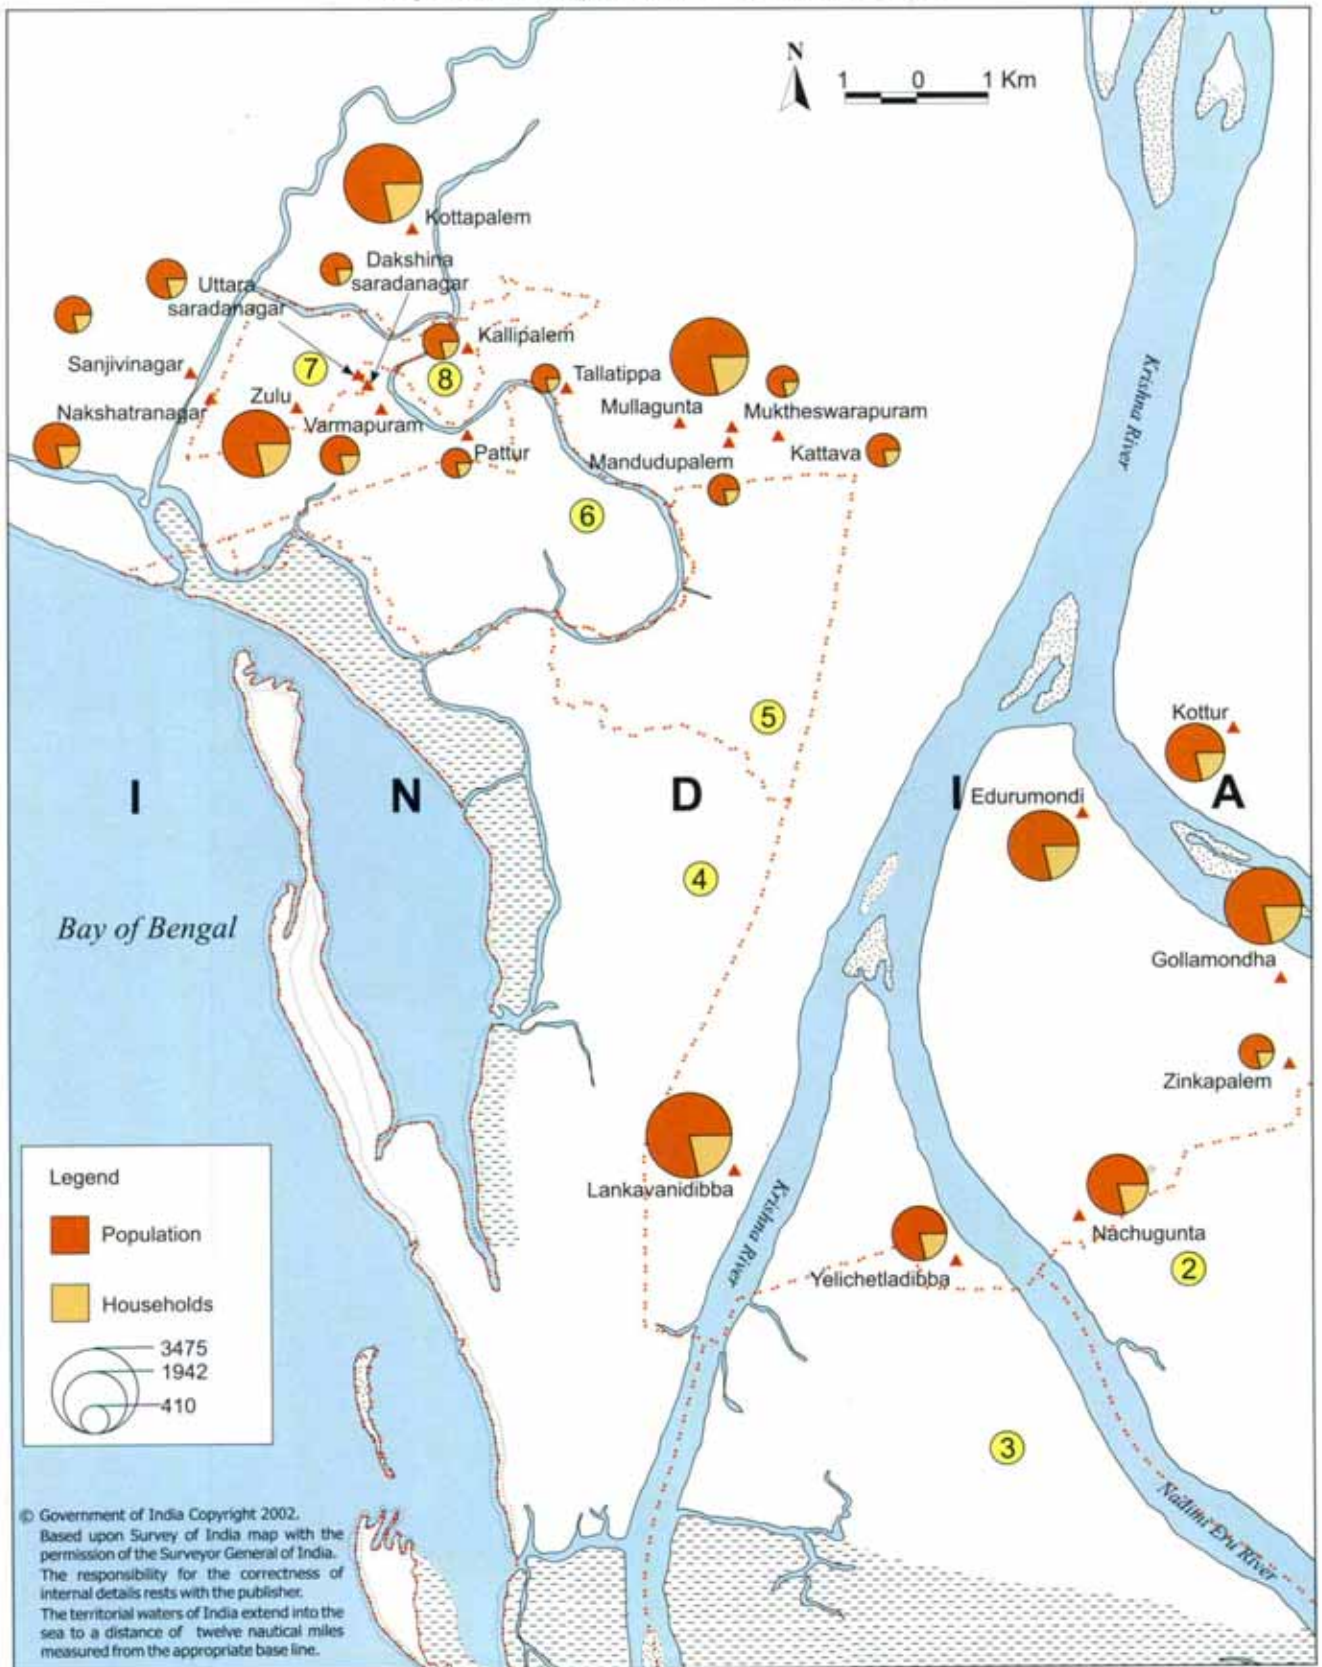 N
1 0 1 Km
Kottapalem
Dakshina
saradanagar
Uttara
saradanagar
Kallipalem
Sanjivinagar
7
8
Tallatippa
Mullagunta
Muktheswarapuram
Nakshatranagar
Zulu
Varmapuram
Pattur
Mandudupalem
Kattava
6
Krishna River
5
Kottur
I N D I A
Edurumondi
4
Bay of Bengal
Gollamondha
Zinkapalem
Lankavanidibba
Krishna River
Nachugunta
Yelichetladibba
2
3
Nadimi Eru River
Legend
Population
Households
3475
1942
410
© Government of India Copyright 2002.
Based upon Survey of India map with the
permission of the Surveyor General of India.
The responsibility for the correctness of
internal details rests with the publisher.
The territorial waters of India extend into the
sea to a distance of twelve nautical miles
measured from the appropriate base line.